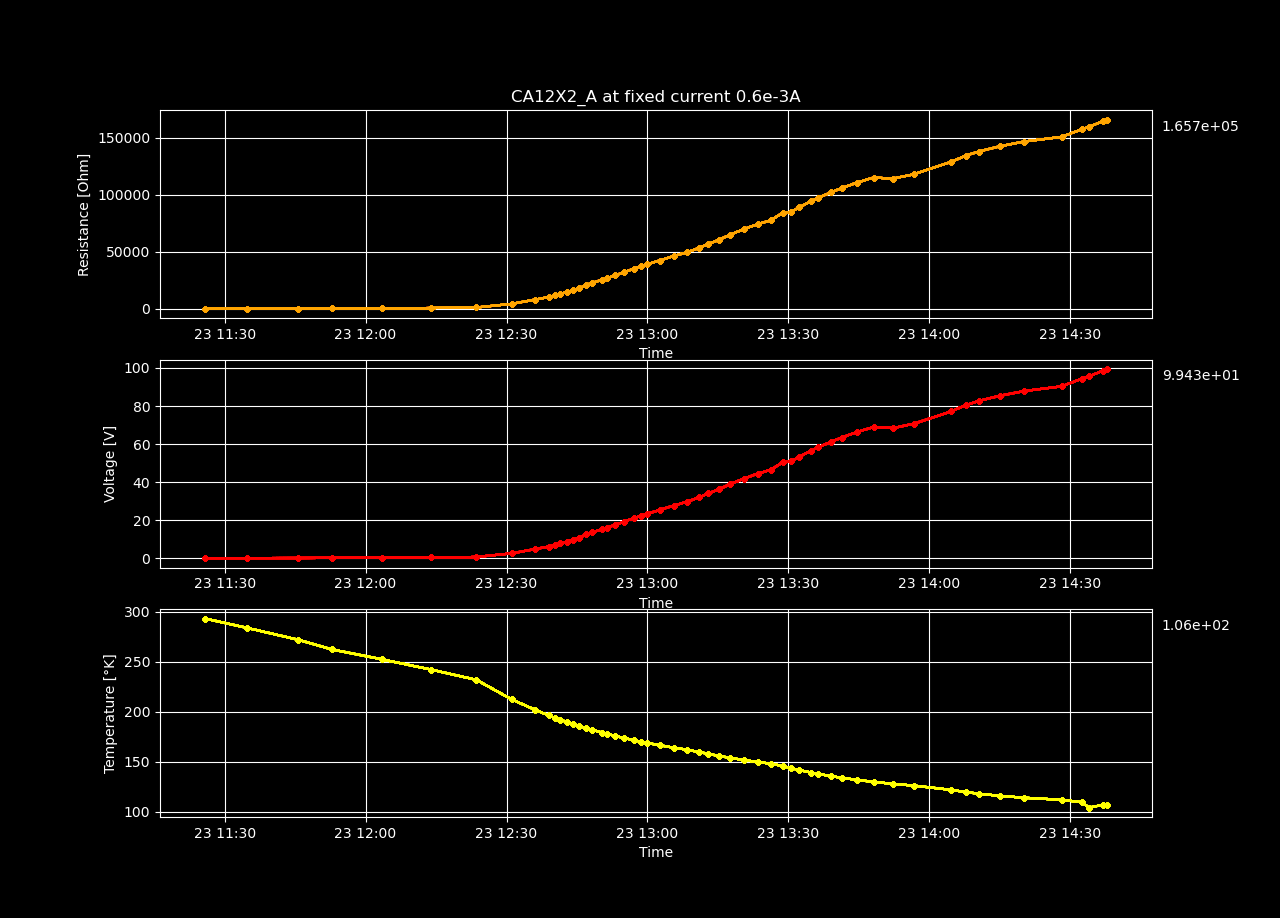 CA12X2_A at fixed current 0.6e-3A
1.657e+05
150000
100000
50000
0
Resistance [Ohm]
23 11:30 23 12:00 23 12:30 23 13:00 23 13:30 23 14:00 23 14:30
Time
9.943e+01
100
80
60
40
20
0
Voltage [V]
23 11:30 23 12:00 23 12:30 23 13:00 23 13:30 23 14:00 23 14:30
Time
1.06e+02
300
250
200
150
100
Temperature [°K]
23 11:30 23 12:00 23 12:30 23 13:00 23 13:30 23 14:00 23 14:30
Time